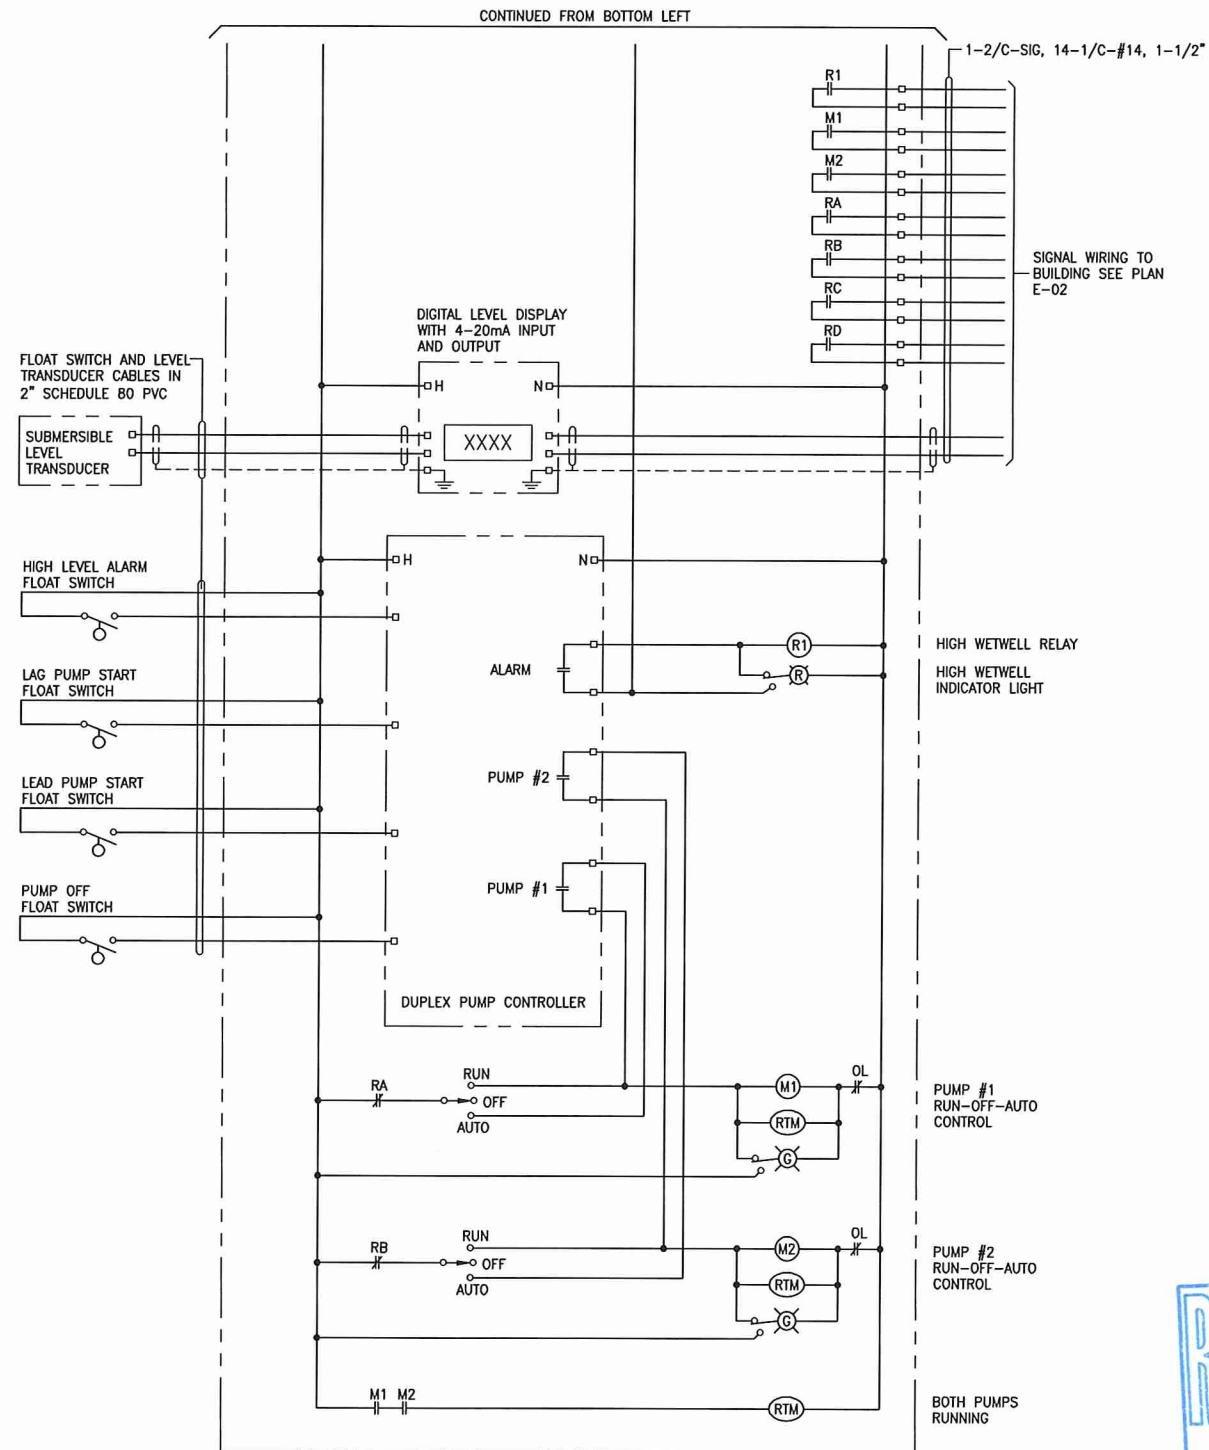 CONTINUED FROM BOTTOM LEFT
1-2/C-SIG, 14-1/C-#14, 1-1/2"
R1
M1
M2
RA
RB
RC
RD
SIGNAL WIRING TO
BUILDING SEE PLAN
E-02
DIGITAL LEVEL DISPLAY
WITH 4-20mA INPUT
AND OUTPUT
H
N
XXXX
FLOAT SWITCH AND LEVEL
TRANSDUCER CABLES IN
2" SCHEDULE 80 PVC
SUBMERSIBLE
LEVEL
TRANSDUCER
H
N
HIGH LEVEL ALARM
FLOAT SWITCH
ALARM
R1
HIGH WETWELL RELAY
R
HIGH WETWELL
INDICATOR LIGHT
LAG PUMP START
FLOAT SWITCH
PUMP #2
LEAD PUMP START
FLOAT SWITCH
PUMP #1
PUMP OFF
FLOAT SWITCH
DUPLEX PUMP CONTROLLER
RA
RUN
OFF
AUTO
M1
OL
RTM
G
PUMP #1
RUN-OFF-AUTO
CONTROL
RB
RUN
OFF
AUTO
M2
OL
RTM
G
PUMP #2
RUN-OFF-AUTO
CONTROL
M1 M2
RTM
BOTH PUMPS
RUNNING